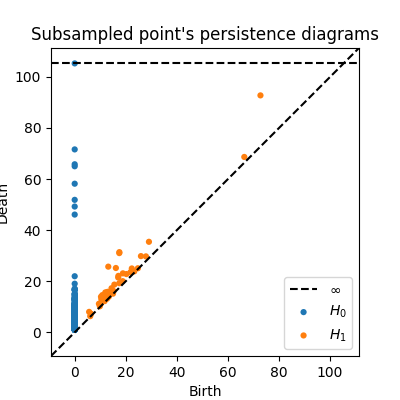 Subsampled point's persistence diagrams
100
80
60
40
20
0
Death
0 20 40 60 80 100
Birth
∞
H₀
H₁